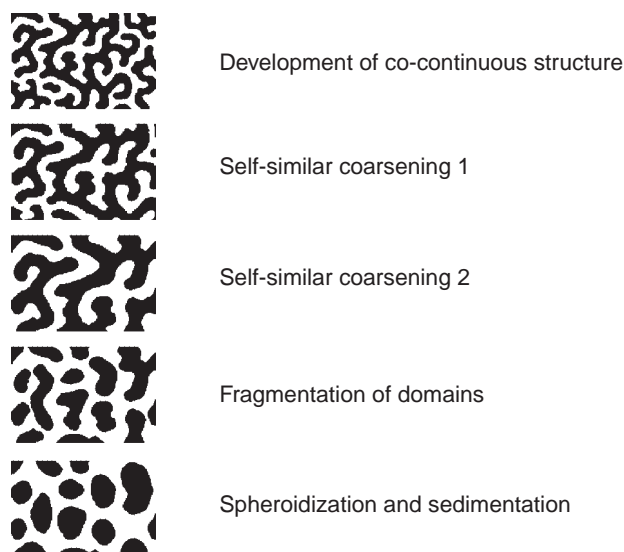 Development of co-continuous structure
Self-similar coarsening 1
Self-similar coarsening 2
Fragmentation of domains
Spheroidization and sedimentation